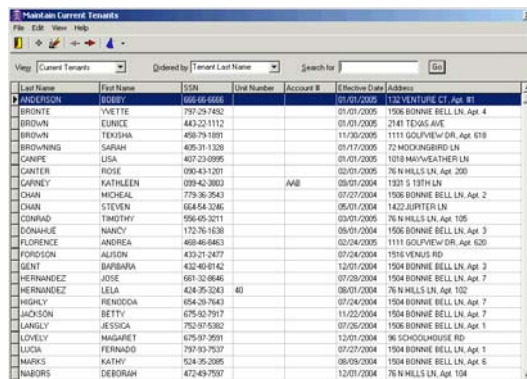 Maintain Current Tenants
File Edit View Help
View: Current Tenants Ordered by Tenant Last Name Search for Go
Last Name First Name SSN Unit Number Account # Effective Date Address
ANDERSON BOBBY 666-66-6666 01/01/2005 132 VENTURE CT, Apt. #1
BRONTE YVETTE 797-29-7492 01/01/2005 1506 BONNIE BELL LN, Apt. 4
BROWN EUNICE 443-22-1112 01/01/2005 2141 TEXAS AVE
BROWN TEKISHA 458-79-1891 11/30/2005 1111 GOLFVIEW DR, Apt. 618
BROWNING SARAH 405-31-1328 01/17/2005 72 MOCKINGBIRD LN
CANIPE LISA 407-23-0995 01/01/2005 1018 MAYWEATHER LN
CANTER ROSE 090-43-1201 02/01/2005 76 N HILLS LN, Apt. 200
CARNEY KATHLEEN 099-42-3803 AAB 09/01/2004 1931 S 19TH LN
CHAN MICHEAL 779-36-3543 07/27/2004 1506 BONNIE BELL LN, Apt. 2
CHAN STEVEN 664-54-3246 05/01/2004 1422 JUPITER LN
CONRAD TIMOTHY 556-65-3211 03/01/2005 76 N HILLS LN, Apt. 105
DONAHUE NANCY 172-76-1638 09/01/2004 1506 BONNIE BELL LN, Apt. 3
FLORENCE ANDREA 468-46-8463 02/24/2005 1111 GOLFVIEW DR, Apt. 620
FORDSON ALISON 433-21-2477 07/24/2004 1516 VENUS RD
GENT BARBARA 432-40-8142 12/01/2004 1504 BONNIE BELL LN, Apt. 3
HERNANDEZ JOSE 661-32-8646 07/28/2004 1504 BONNIE BELL LN, Apt. 7
HERNANDEZ LELA 424-35-3243 40 08/01/2004 76 N HILLS LN, Apt. 102
HIGHLY RENODDA 654-28-7643 07/24/2004 1504 BONNIE BELL LN, Apt. 7
JACKSON BETTY 675-92-7917 11/22/2004 1504 BONNIE BELL LN, Apt. 7
LANGLY JESSICA 752-97-5382 07/26/2004 1506 BONNIE BELL LN, Apt. 1
LOVELY MAGARET 675-97-3591 12/01/2004 96 SCHOOLHOUSE RD
LUCIA FERNADO 797-93-7537 07/27/2004 1504 BONNIE BELL LN, Apt. 1
MARKS KATHY 524-35-2085 08/09/2004 1504 BONNIE BELL LN, Apt. 6
NABORS DEBORAH 472-49-7597 12/01/2004 76 N HILLS LN, Apt. 104